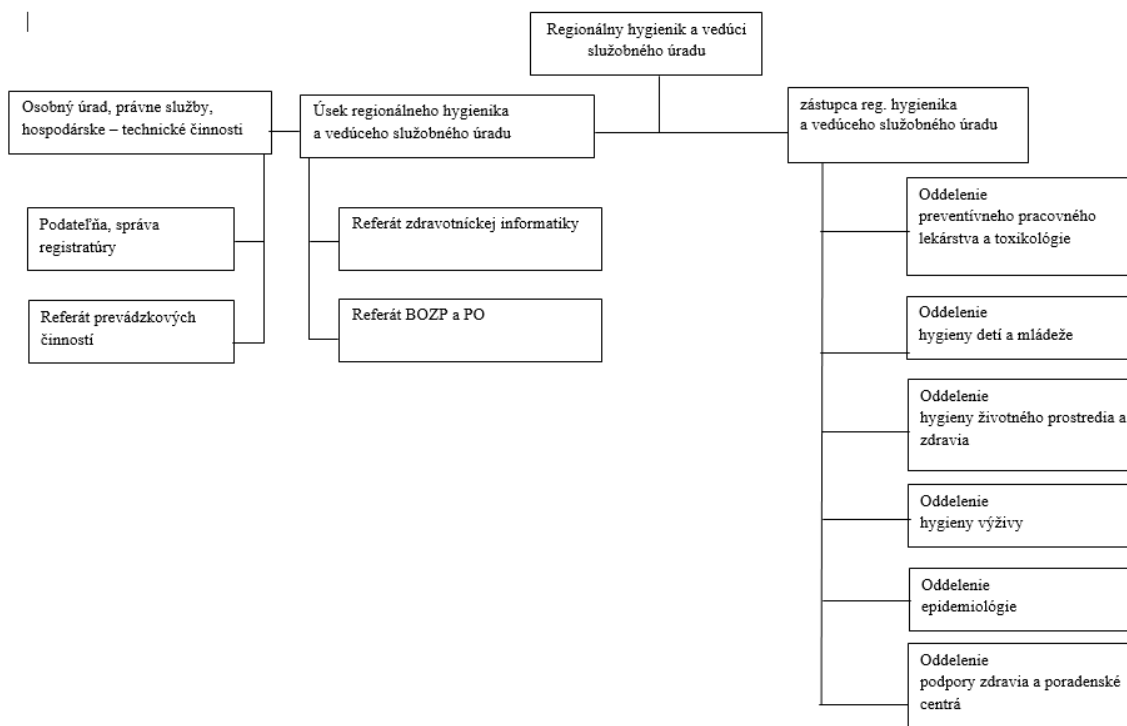 Regionálny hygienik a vedúci
služobného úradu
Osobný úrad, právne služby,
hospodárske – technické činnosti
Úsek regionálneho hygienika
a vedúceho služobného úradu
zástupca reg. hygienika
a vedúceho služobného úradu
Podateľňa, správa
registratúry
Referát prevádzkových
činností
Referát zdravotníckej informatiky
Referát BOZP a PO
Oddelenie
preventívneho pracovného
lekárstva a toxikológie
Oddelenie
hygieny detí a mládeže
Oddelenie
hygieny životného prostredia a
zdravia
Oddelenie
hygieny výživy
Oddelenie
epidemiológie
Oddelenie
podpory zdravia a poradenské
centrá